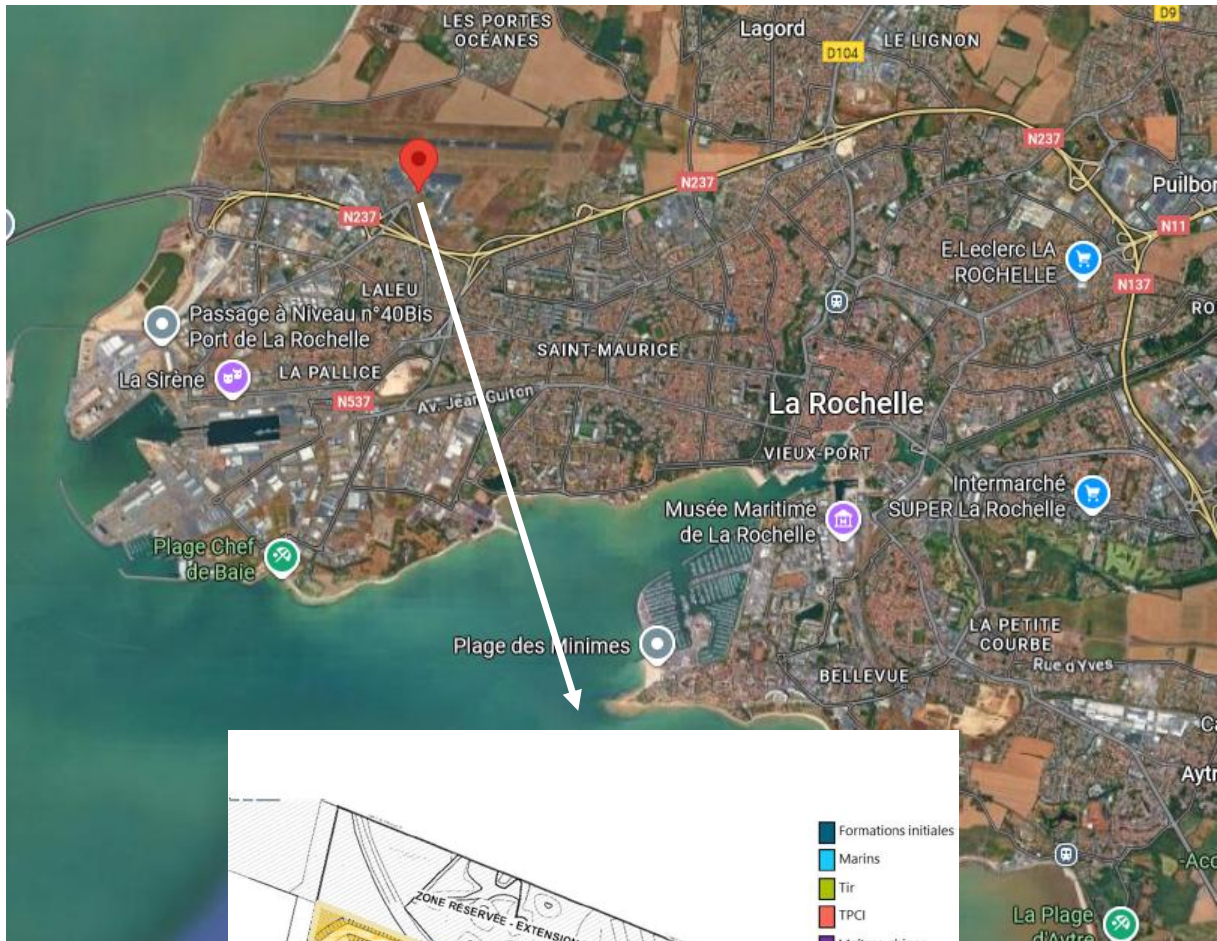 LES PORTES
OCÉANES
Lagord
D9
D104
LE LIGNON
N237
N237
N237
Puilbor
N11
E.Leclerc LA
ROCHELLE
N137
LALEU
RO
Passage à Niveau n°40Bis
Port de La Rochelle
SAINT-MAURICE
La Sirène
LA PALLICE
N537
Av. Jean Guiton
La Rochelle
VIEUX-PORT
Intermarché
SUPER La Rochelle
Musée Maritime
de La Rochelle
Plage Chef
de Baie
LA PETITE
COURBE
Plage des Minimes
Rue d'Yves
BELLEVUE
Ca
Aytr
Formations initiales
Marins
Tir
TPCI
ZONE RÉSERVÉE - EXTENSION
Acc
La Plage
d'Aytré